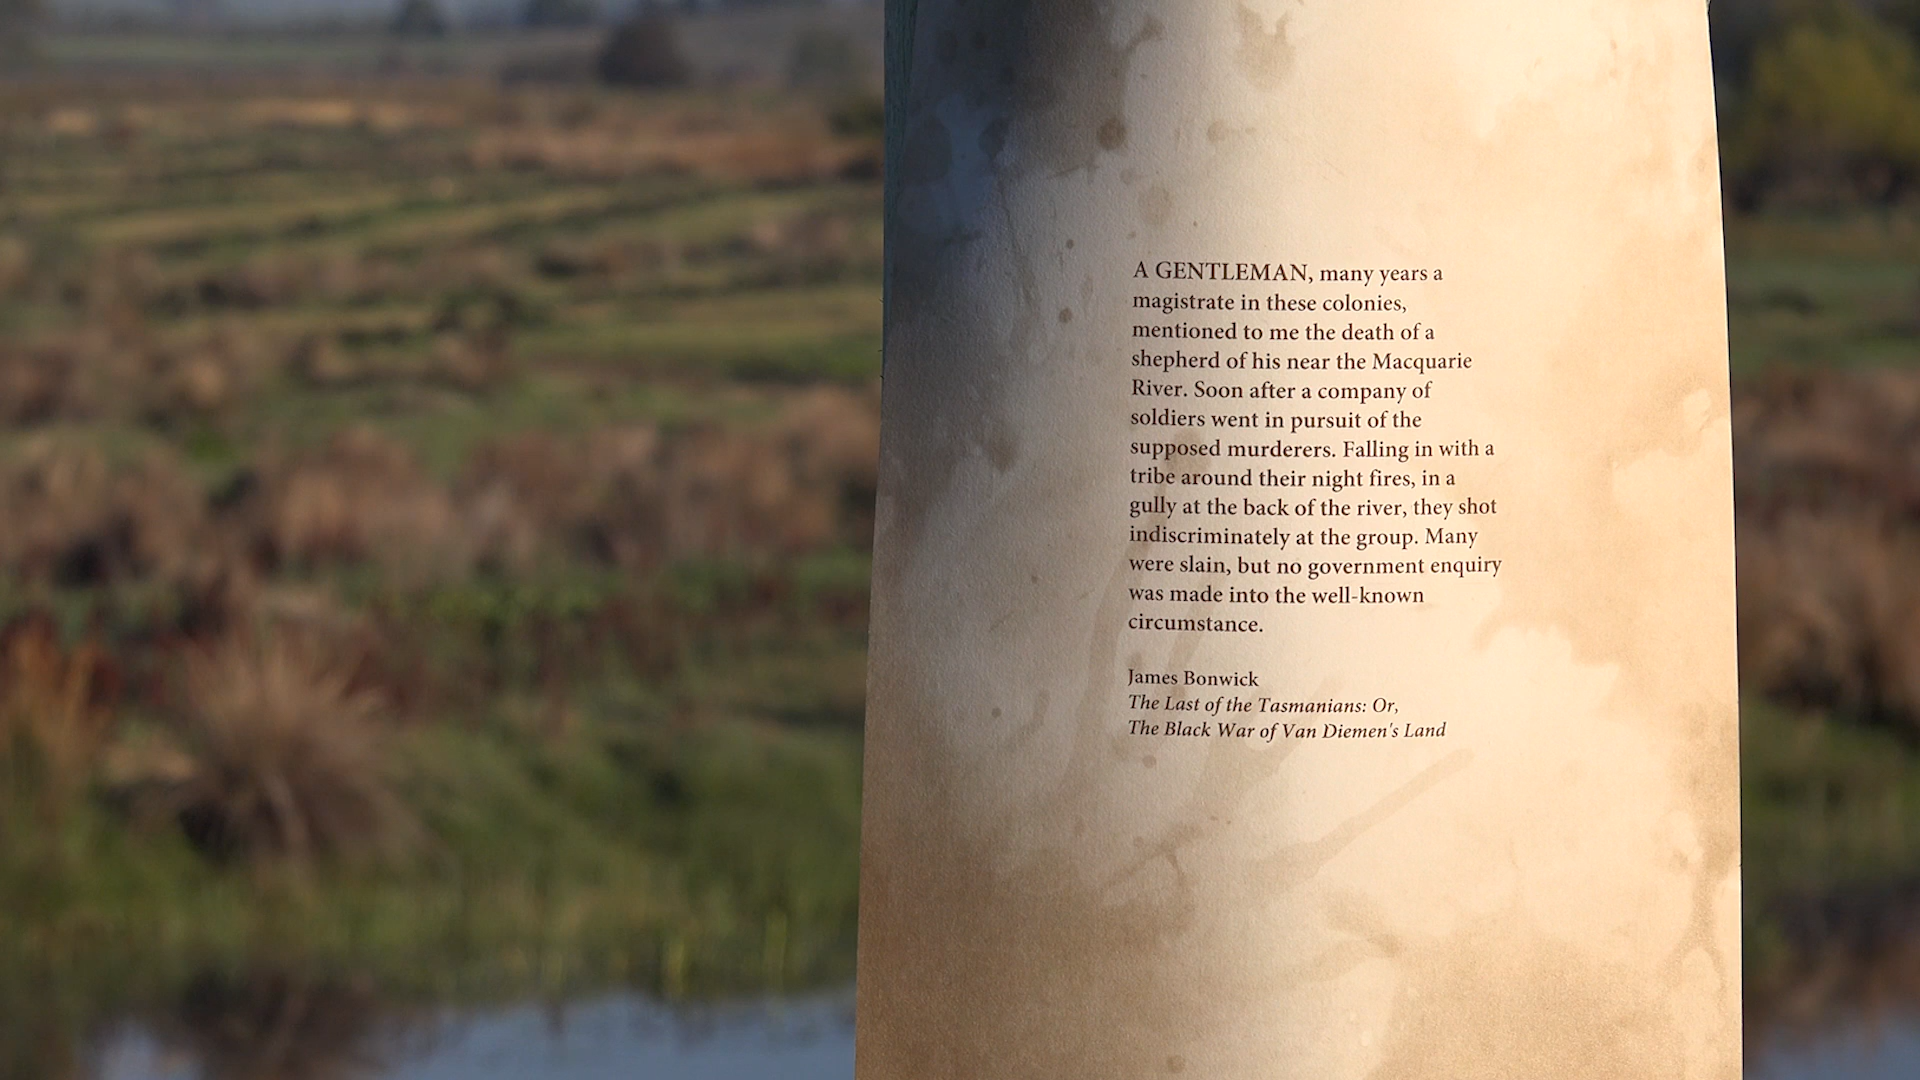 A GENTLEMAN, many years a
magistrate in these colonies,
mentioned to me the death of a
shepherd of his near the Macquarie
River. Soon after a company of
soldiers went in pursuit of the
supposed murderers. Falling in with a
tribe around their night fires, in a
gully at the back of the river, they shot
indiscriminately at the group. Many
were slain, but no government enquiry
was made into the well-known
circumstance.
James Bonwick
The Last of the Tasmanians: Or,
The Black War of Van Diemen's Land